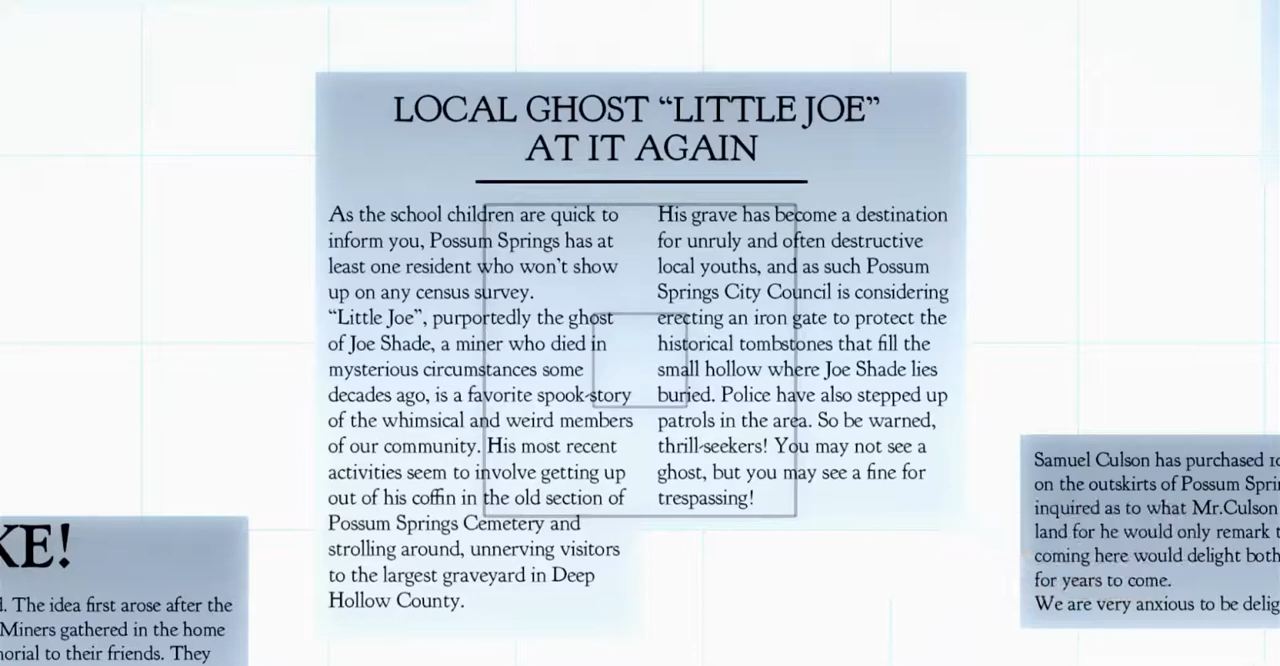 LOCAL GHOST “LITTLE JOE”
AT IT AGAIN
As the school children are quick to
inform you, Possum Springs has at
least one resident who won't show
up on any census survey.
“Little Joe”, purportedly the ghost
of Joe Shade, a miner who died in
mysterious circumstances some
decades ago, is a favorite spook-story
of the whimsical and weird members
of our community. His most recent
activities seem to involve getting up
out of his coffin in the old section of
Possum Springs Cemetery and
strolling around, unnerving visitors
to the largest graveyard in Deep
Hollow County.
His grave has become a destination
for unruly and often destructive
local youths, and as such Possum
Springs City Council is considering
erecting an iron gate to protect the
historical tombstones that fill the
small hollow where Joe Shade lies
buried. Police have also stepped up
patrols in the area. So be warned,
thrill-seekers! You may not see a
ghost, but you may see a fine for
trespassing!
KE!
. The idea first arose after the
Miners gathered in the home
orial to their friends. They
Samuel Culson has purchased
on the outskirts of Possum
inquired as to what Mr.Culson
land for he would only remark
coming here would delight both
for years to come.
We are very anxious to be